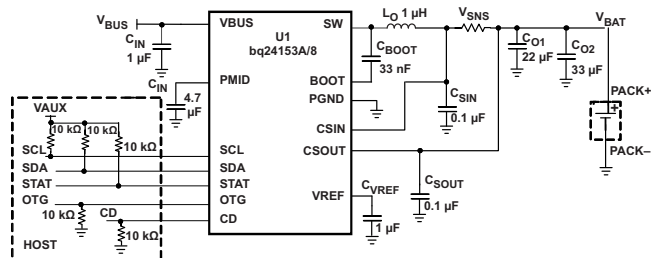 VBUS
CIN
1 µF
VBUS
U1
bq24153A/8
SW
LO 1 µH
VSNS
VBAT
CBOOT
33 nF
CO1
22 µF
CO2
33 µF
CIN
4.7
µF
PMID
BOOT
PGND
CSIN
0.1 µF
PACK+
+
VAUX
10 kΩ
10 kΩ
10 kΩ
CSIN
SCL
SCL
CSOUT
PACK–
SDA
SDA
STAT
STAT
OTG
OTG
VREF
CVREF
1 µF
CSOUT
0.1 µF
10 kΩ
CD
CD
10 kΩ
HOST